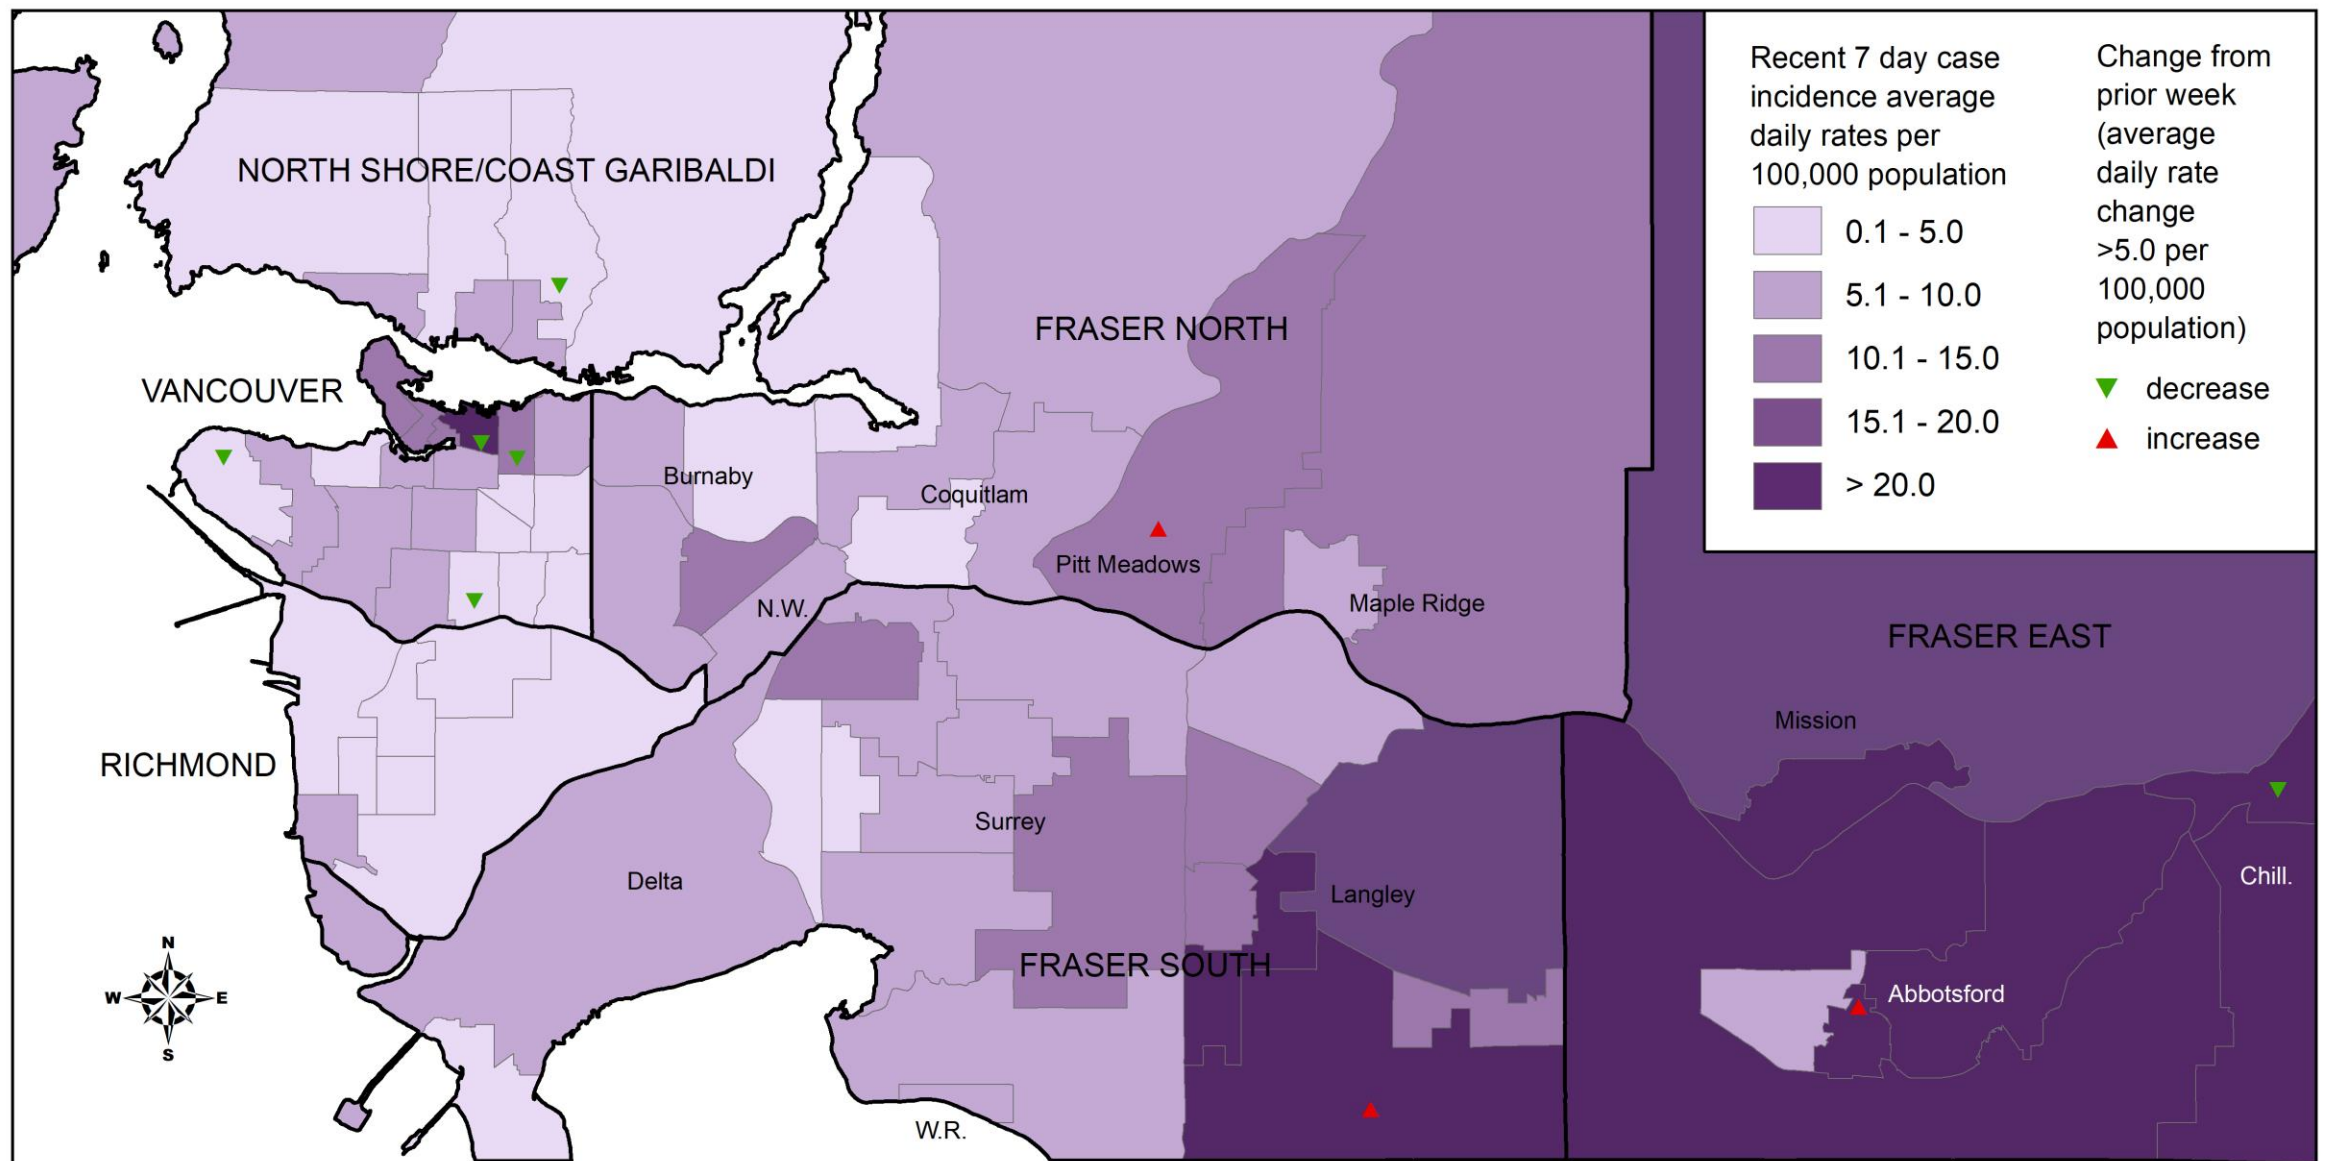 Recent 7 day case
incidence average
daily rates per
100,000 population
0.1 - 5.0
5.1 - 10.0
10.1 - 15.0
15.1 - 20.0
> 20.0
Change from
prior week
(average
daily rate
change
>5.0 per
100,000
population)
decrease
increase
NORTH SHORE/COAST GARIBALDI
FRASER NORTH
VANCOUVER
Burnaby
Coquitlam
Pitt Meadows
N.W.
Maple Ridge
FRASER EAST
Mission
RICHMOND
Surrey
Delta
Langley
Chill.
FRASER SOUTH
Abbotsford
W.R.
N
W
E
S